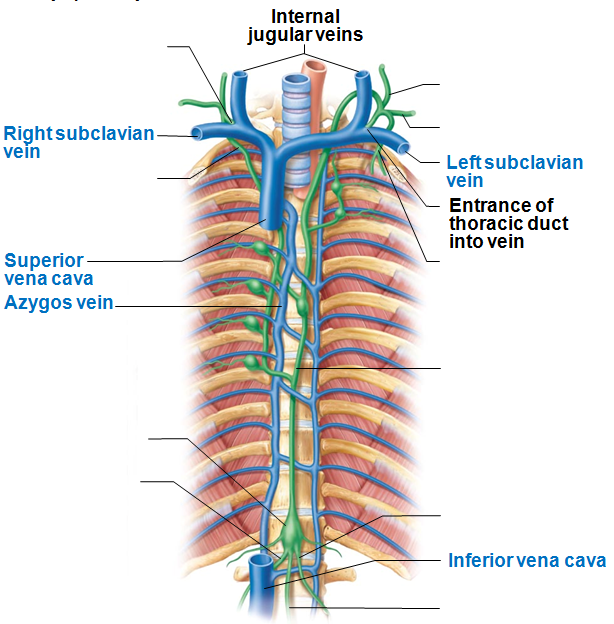 Internal
jugular veins
Right subclavian
vein
Left subclavian
vein
Entrance of
thoracic duct
into vein
Superior
vena cava
Azygos vein
Inferior vena cava